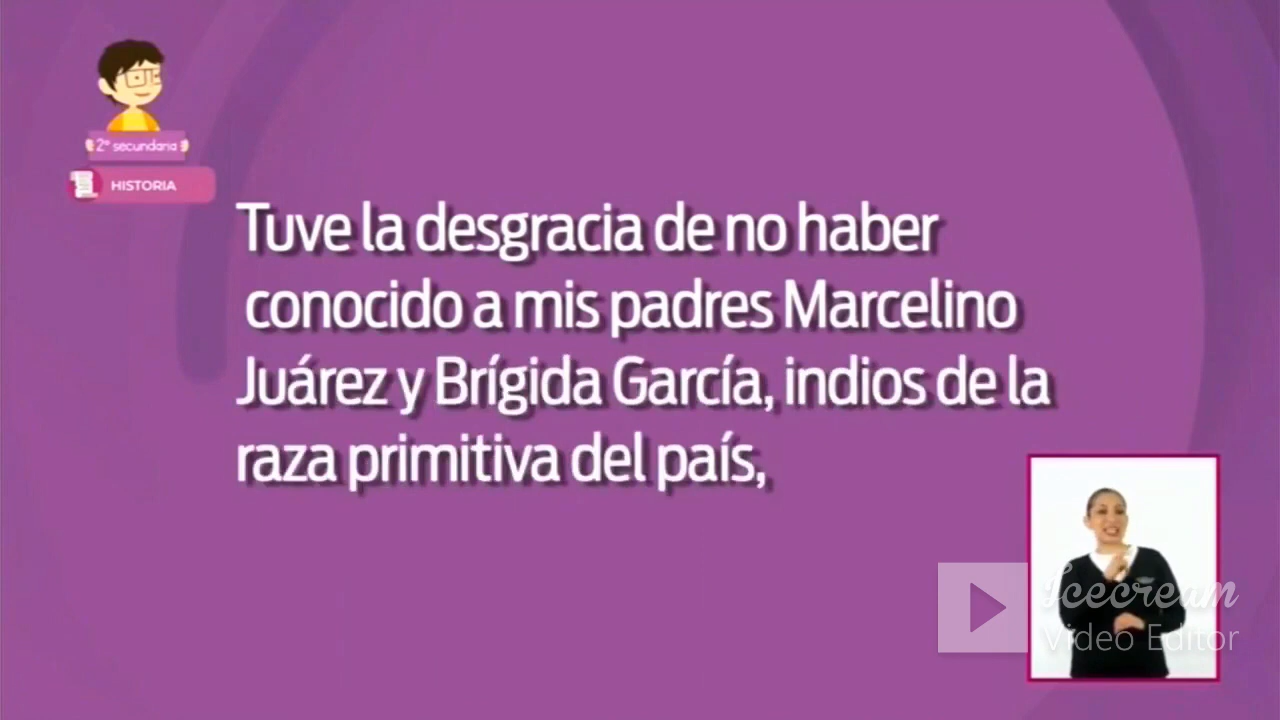 2° secundaria
HISTORIA
Tuve la desgracia de no haber
conocido a mis padres Marcelino
Juárez y Brígida García, indios de la
raza primitiva del país,
Icecream
Video Editor